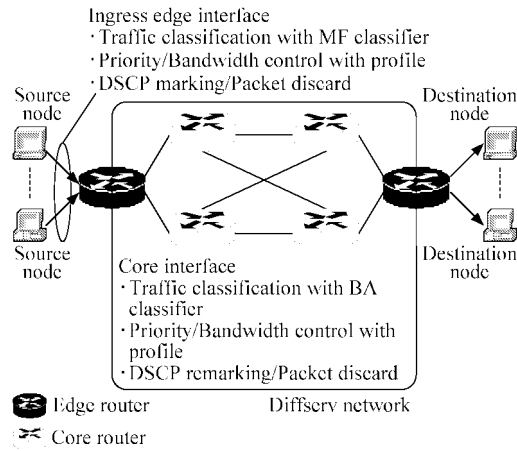 Ingress edge interface
·Traffic classification with MF classifier
·Priority/Bandwidth control with profile
·DSCP marking/Packet discard
Source
node
Destination
node
Source
node
Destination
node
Core interface
·Traffic classification with BA
classifier
·Priority/Bandwidth control with
profile
·DSCP remarking/Packet discard
Edge router
Diffserv network
Core router